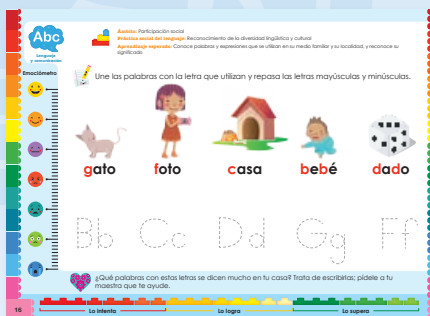 Abc
Lenguaje
y comunicación
Ámbito: Participación social
Práctica social del lenguaje: Reconocimiento de la diversidad lingüística y cultural
Aprendizaje esperado: Conoce palabras y expresiones que se utilizan en su medio familiar y su localidad, y reconoce su
significado
Emociómetro
Une las palabras con la letra que utilizan y repasa las letras mayúsculas y minúsculas.
gato foto casa bebé dado
Bb Cc Dd Gg Ff
¿Qué palabras con estas letras se dicen mucho en tu casa? Trata de escribirlas; pídele a tu
maestra que te ayude.
16 Lo intenta Lo logra Lo supera